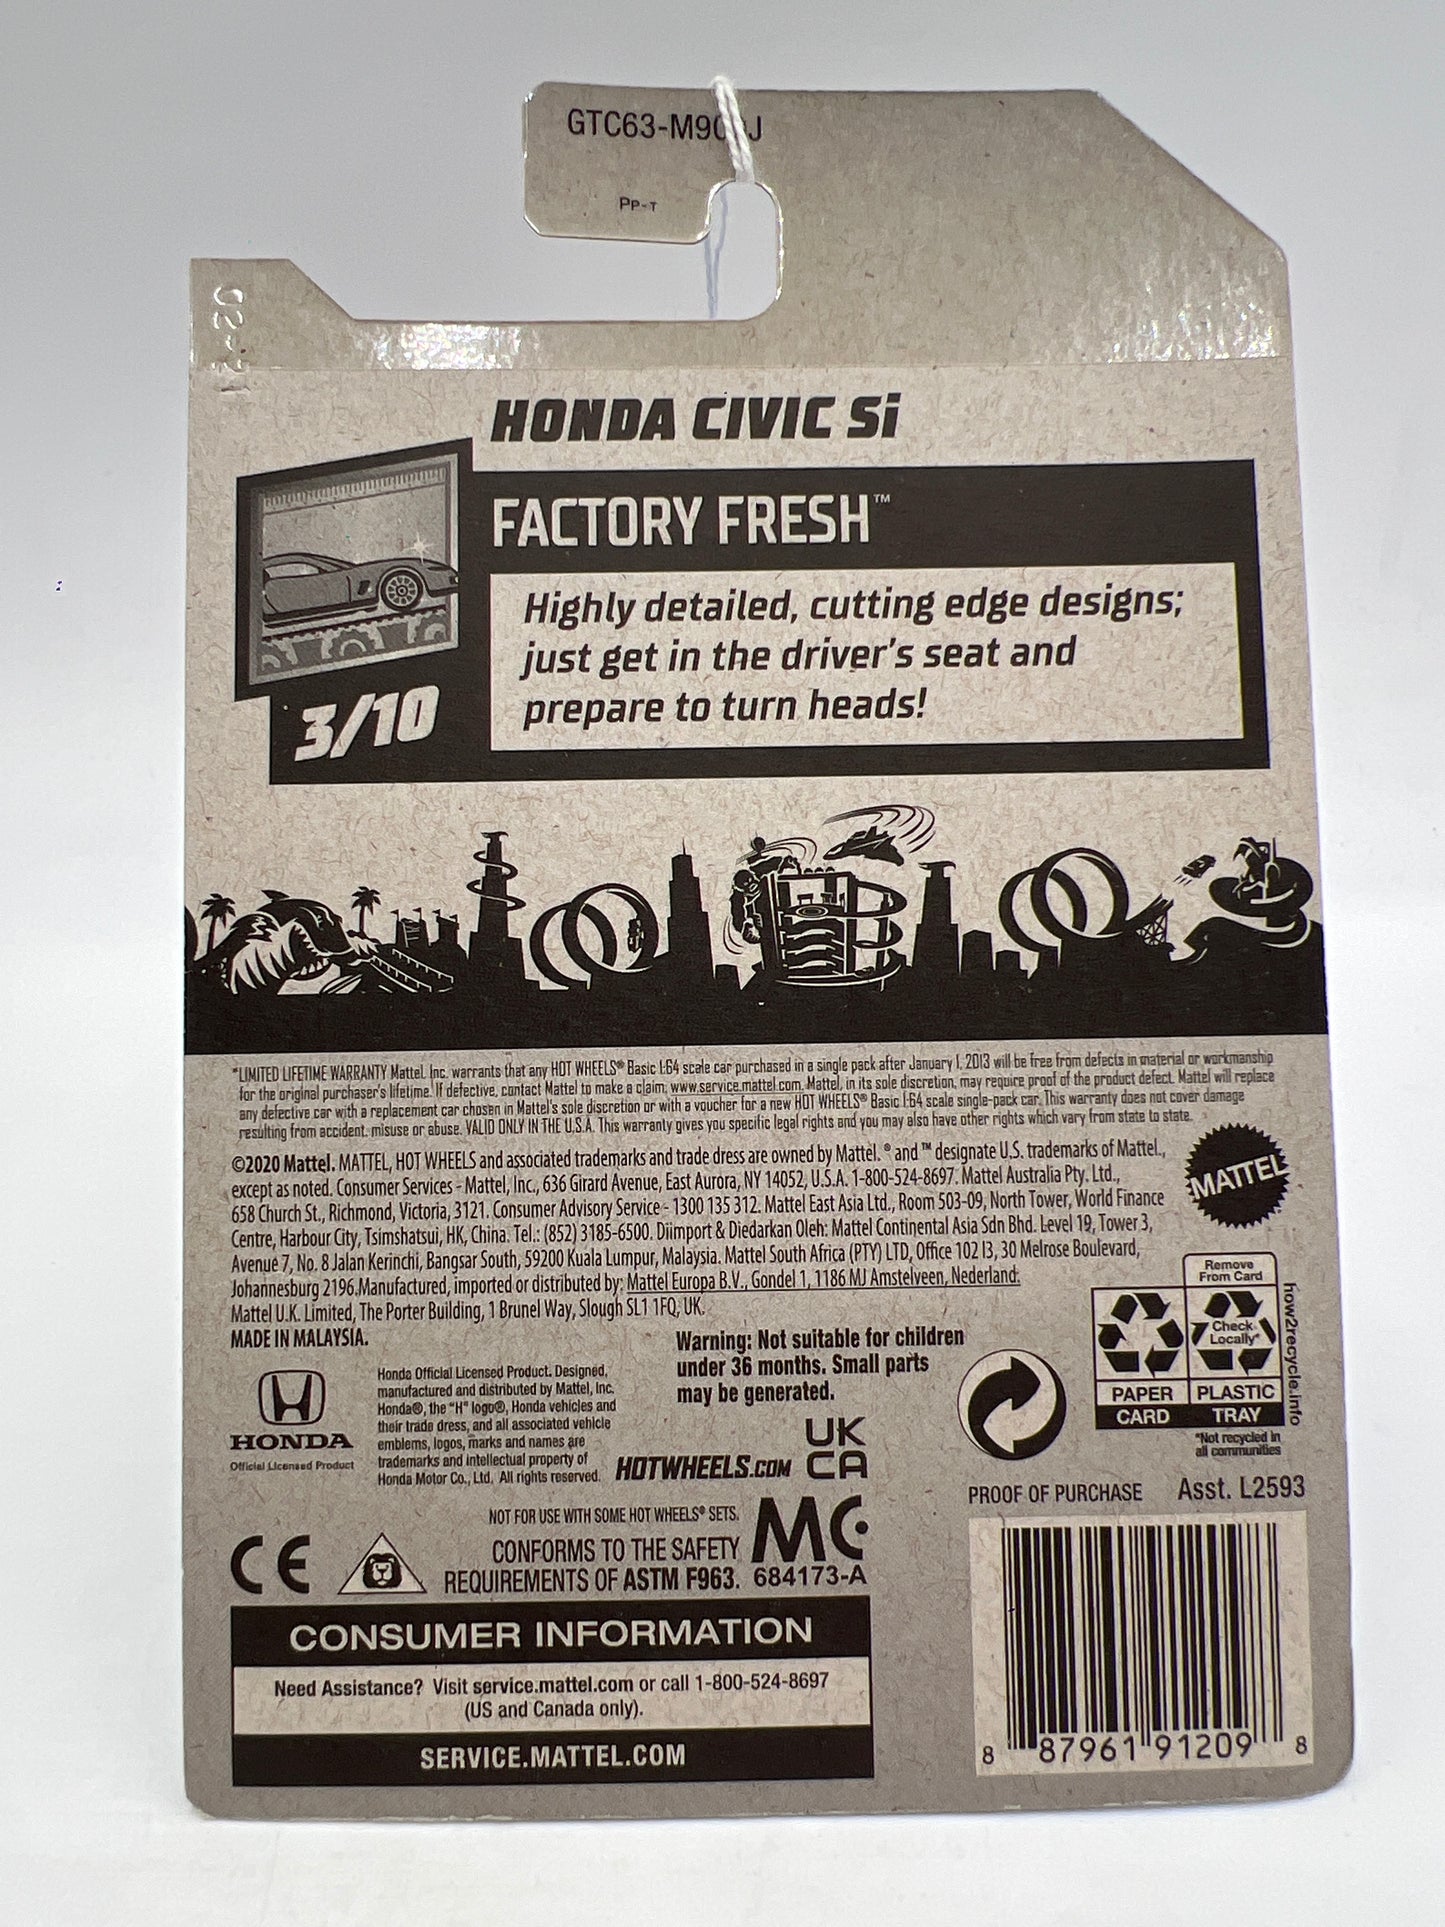 GTC63-M9
PP-T
HONDA CIVIC Si
FACTORY FRESH™
Highly detailed, cutting edge designs;
just get in the driver's seat and
prepare to turn heads!
3/10
*LIMITED LIFETIME WARRANTY Mattel, Inc. warrants that any HOT WHEELS® Basic 1:64 scale car purchased in a single pack after January 1, 2013 will be free from defects in material or workmanship
for the original purchaser's lifetime. If defective, contact Mattel to make a claim; www.service.mattel.com. Mattel, in its sole discretion, may require proof of the product defect. Mattel will replace
any defective car with a replacement car chosen in Mattel's sole discretion or with a voucher for a new HOT WHEELS® Basic 1:64 scale single-pack car. This warranty does not cover damage
resulting from accident, misuse or abuse. VALID ONLY IN THE U.S.A. This warranty gives you specific legal rights and you may also have other rights which vary from state to state.
©2020 Mattel. MATTEL, HOT WHEELS and associated trademarks and trade dress are owned by Mattel. ® and ™ designate U.S. trademarks of Mattel.,
except as noted. Consumer Services - Mattel, Inc., 636 Girard Avenue, East Aurora, NY 14052, U.S.A. 1-800-524-8697. Mattel Australia Pty. Ltd.,
658 Church St., Richmond, Victoria, 3121. Consumer Advisory Service - 1300 135 312. Mattel East Asia Ltd., Room 503-09, North Tower, World Finance
Centre, Harbour City, Tsimshatsui, HK, China. Tel.: (852) 3185-6500. Diimport & Diedarkan Oleh: Mattel Continental Asia Sdn Bhd. Level 19, Tower 3,
Avenue 7, No. 8 Jalan Kerinchi, Bangsar South, 59200 Kuala Lumpur, Malaysia. Mattel South Africa (PTY) LTD, Office 102 I3, 30 Melrose Boulevard,
Johannesburg 2196.Manufactured, imported or distributed by: Mattel Europa B.V., Gondel 1, 1186 MJ Amstelveen, Nederland.
Mattel U.K. Limited, The Porter Building, 1 Brunel Way, Slough SL1 1FQ, UK.
MADE IN MALAYSIA.
MATTEL
Warning: Not suitable for children
under 36 months. Small parts
may be generated.
Remove
From Card
Check
Locally*
PAPER
PLASTIC
CARD
TRAY
how2recycle.info
*Not recycled in
all communities
HONDA
Official Licensed Product
Honda Official Licensed Product. Designed,
manufactured and distributed by Mattel, Inc.
Honda®, the "H" logo®, Honda vehicles and
their trade dress, and all associated vehicle
emblems, logos, marks and names are
trademarks and intellectual property of
Honda Motor Co., Ltd. All rights reserved.
HOTWHEELS.COM
UK
CA
PROOF OF PURCHASE
Asst. L2593
NOT FOR USE WITH SOME HOT WHEELS® SETS.
CE
CONFORMS TO THE SAFETY
REQUIREMENTS OF ASTM F963.
MC
684173-A
CONSUMER INFORMATION
Need Assistance? Visit service.mattel.com or call 1-800-524-8697
(US and Canada only).
SERVICE.MATTEL.COM
8 87961 91209 8